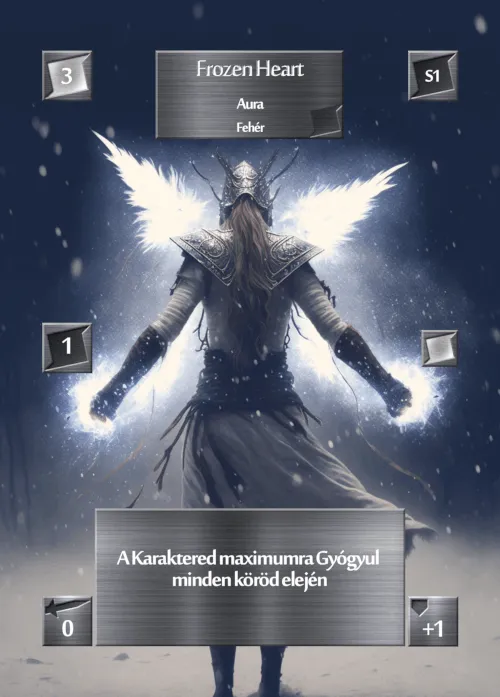 3
Frozen Heart
S1
Aura
Fehér
1
A Karaktered maximumra Gyógyul
minden köröd elején
0
+1